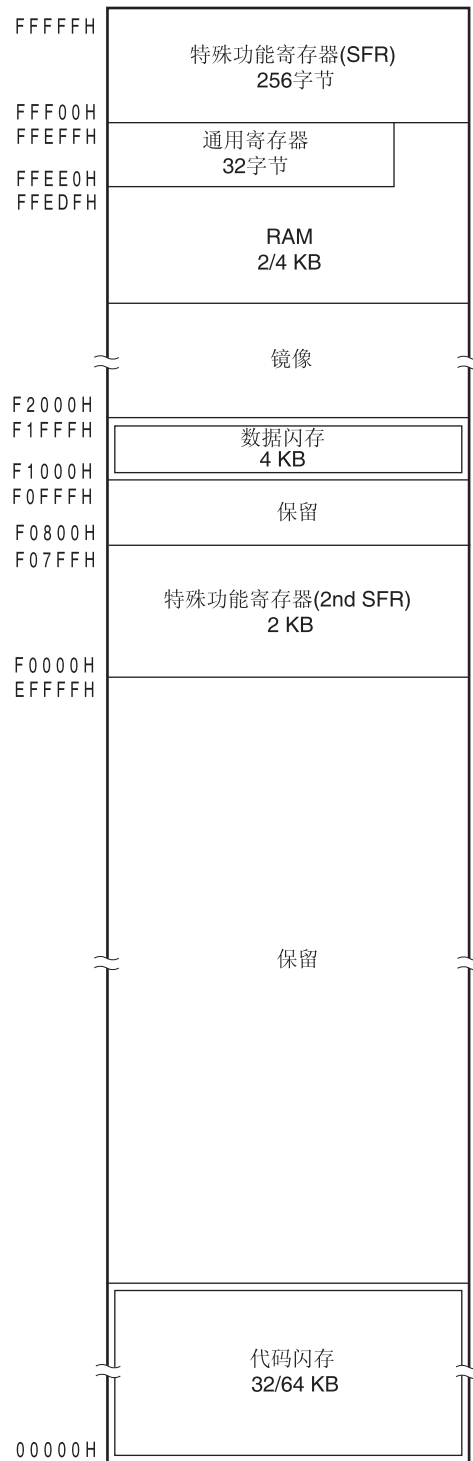 FFFFFH
特殊功能寄存器(SFR)
256字节
FFF00H
FFEFFH
通用寄存器
32字节
FFEE0H
FFEDFH
RAM
2/4 KB
镜像
F2000H
F1FFFH
数据闪存
4 KB
F1000H
F0FFFH
保留
F0800H
F07FFH
特殊功能寄存器(2nd SFR)
2 KB
F0000H
EFFFFH
保留
代码闪存
32/64 KB
00000H